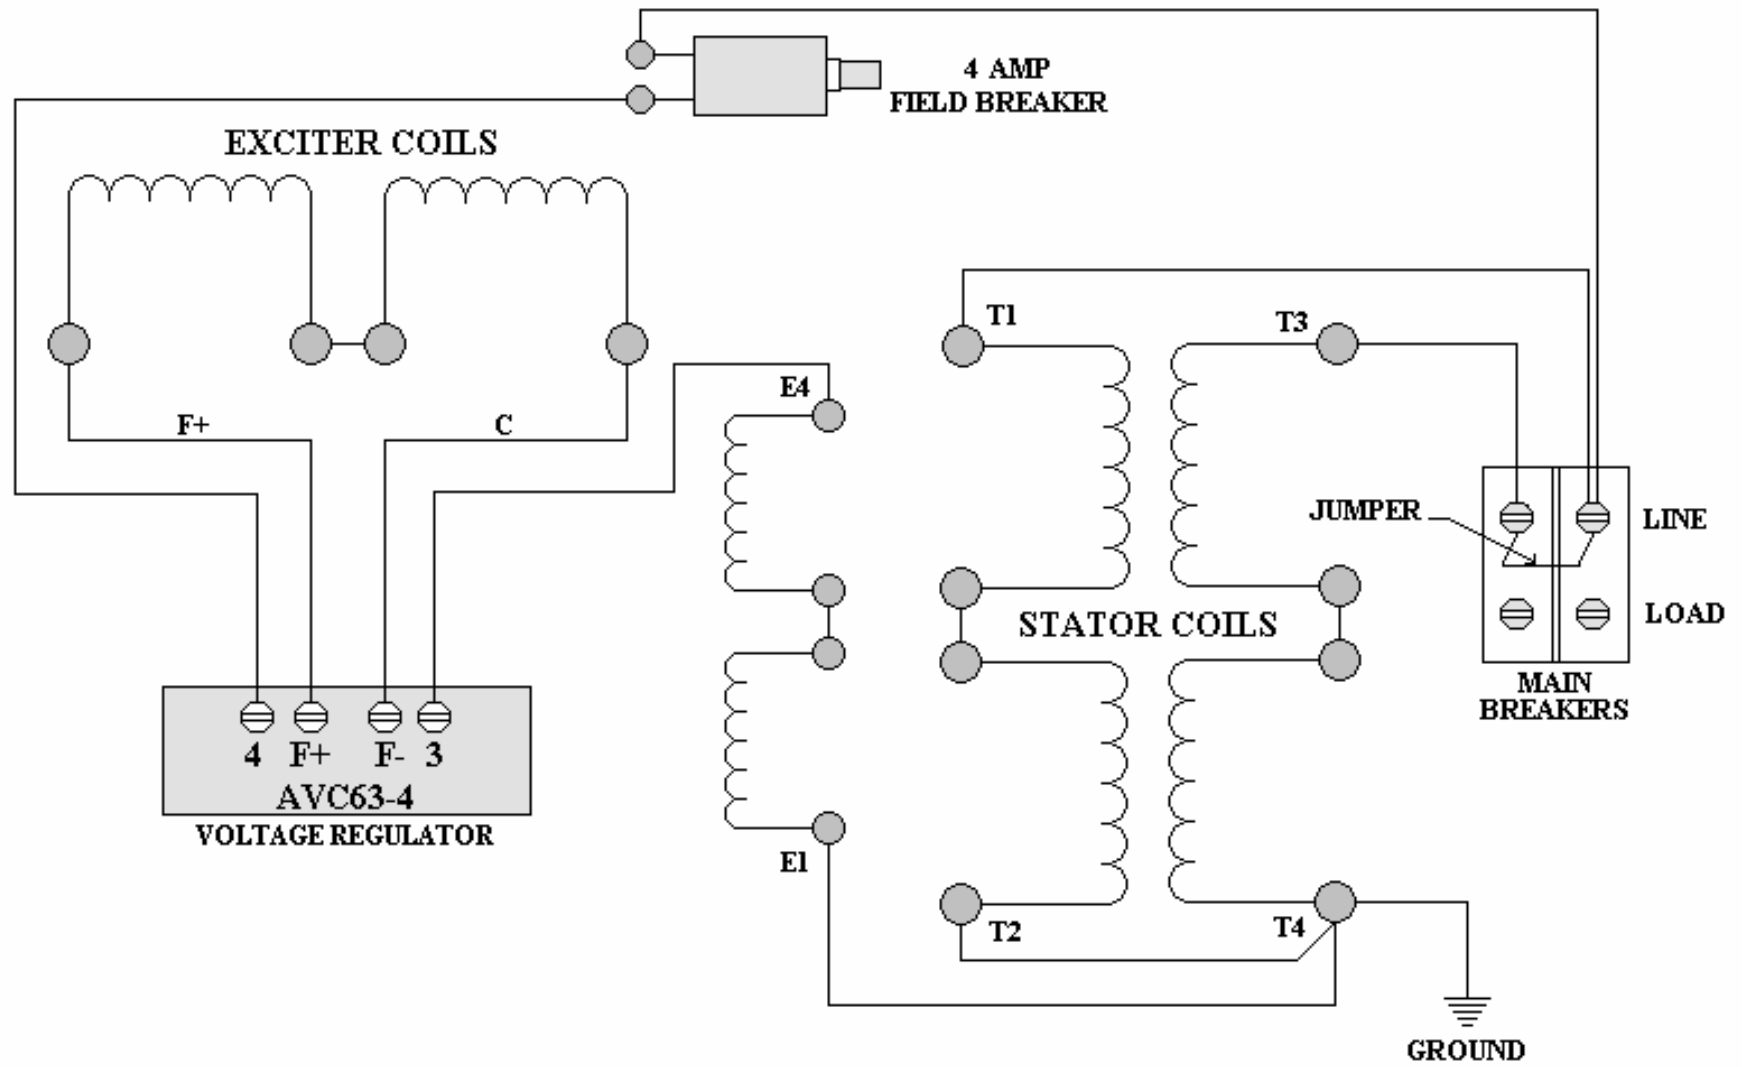 4 AMP
FIELD BREAKER
EXCITER COILS
T1
T3
E4
F+
C
JUMPER
LINE
STATOR COILS
LOAD
MAIN
BREAKERS
4 F+ F- 3
AVC63-4
VOLTAGE REGULATOR
E1
T2
T4
GROUND